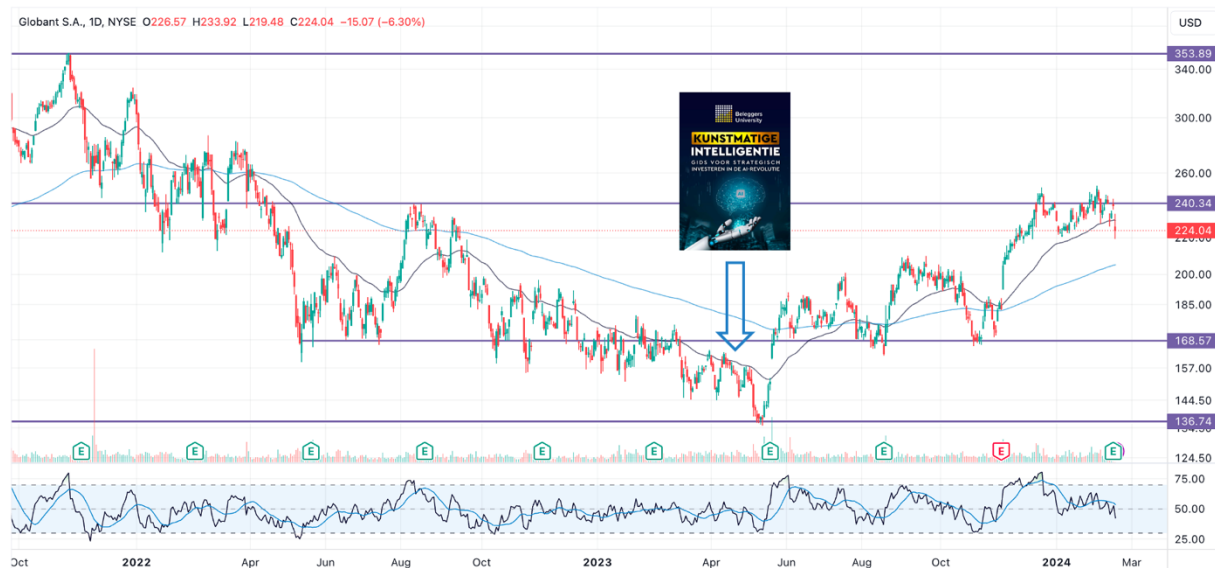 Globant S.A., 1D, NYSE O226.57 H233.92 L219.48 C224.04 −15.07 (−6.30%)
USD
353.89
340.00
300.00
Beleggers
University
KUNSTMATIGE
INTELLIGENTIE
GIDS VOOR STRATEGISCH
INVESTEREN IN DE AI-REVOLUTIE
260.00
240.34
224.04
220.00
200.00
185.00
168.57
157.00
144.50
136.74
134.50
124.50
E E E E E E E E E E
75.00
50.00
25.00
Oct 2022 Apr Jun Aug Oct 2023 Apr Jun Aug Oct 2024 Mar